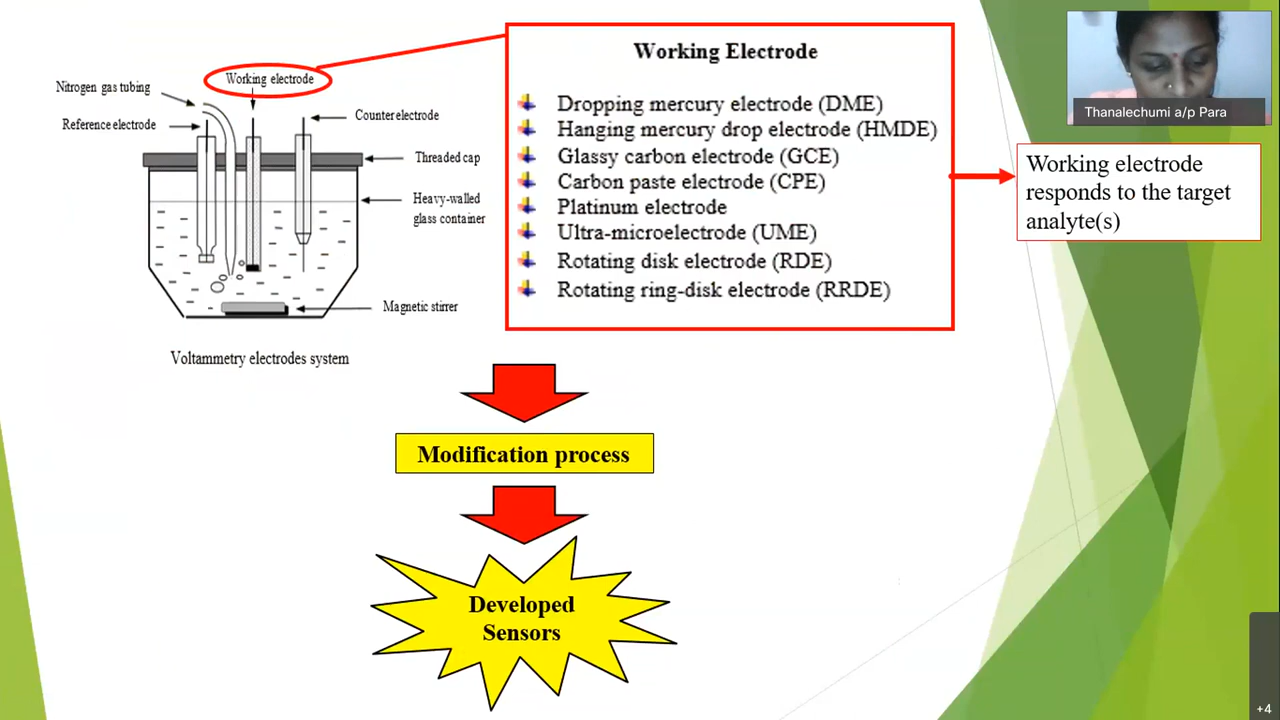 Working electrode
Nitrogen gas tubing
Reference electrode
Counter electrode
Threaded cap
Heavy-walled
glass container
Magnetic stirrer
Voltammetry electrodes system
Working Electrode
Dropping mercury electrode (DME)
Hanging mercury drop electrode (HMDE)
Glassy carbon electrode (GCE)
Carbon paste electrode (CPE)
Platinum electrode
Ultra-microelectrode (UME)
Rotating disk electrode (RDE)
Rotating ring-disk electrode (RRDE)
Thanalechumi a/p Para
Working electrode
responds to the target
analyte(s)
Modification process
Developed
Sensors
+4